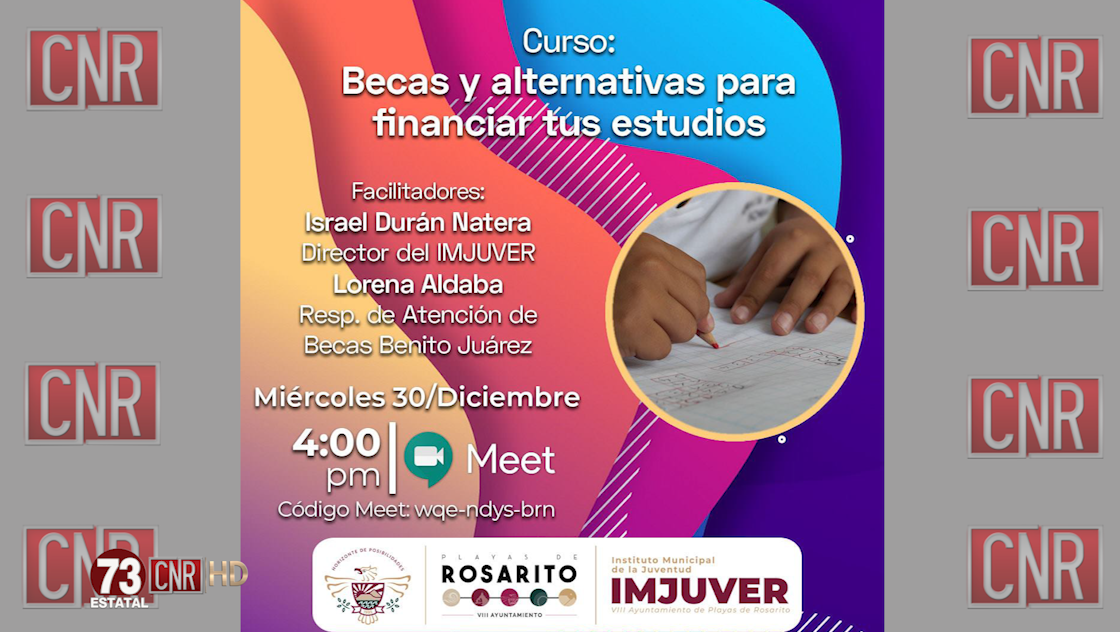 CNR
CNR
CNR
CNR
CNR
CNR
CNR
CNR
Curso:
Becas y alternativas para
financiar tus estudios
Facilitadores:
Israel Durán Natera
Director del IMJUVER
Lorena Aldaba
Resp. de Atención de
Becas Benito Juárez
Miércoles 30/Diciembre
4:00
pm
Meet
Código Meet: wqe-ndys-brn
HORIZONTE DE POSIBILIDADES
PLAYAS DE
ROSARITO
VIII AYUNTAMIENTO
Instituto Municipal
de la Juventud
IMJUVER
VIII Ayuntamiento de Playas de Rosarito
73 CNR HD
ESTATAL